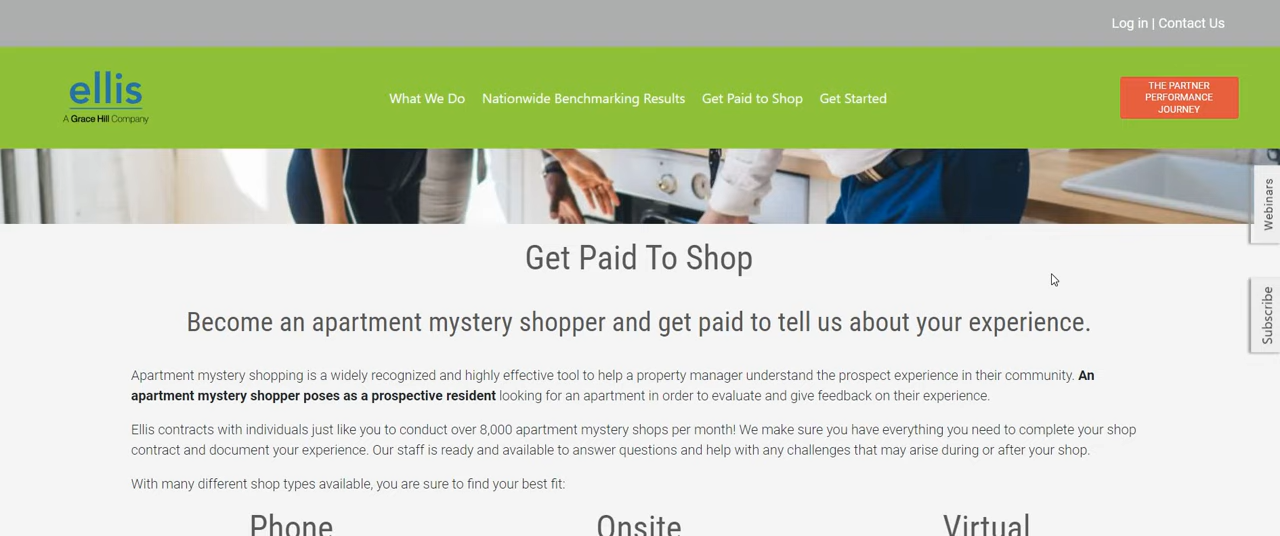 Log in | Contact Us
ellis
A Grace Hill Company
What We Do Nationwide Benchmarking Results Get Paid to Shop Get Started
THE PARTNER
PERFORMANCE
JOURNEY
Webinars
Subscribe
Get Paid To Shop
Become an apartment mystery shopper and get paid to tell us about your experience.
Apartment mystery shopping is a widely recognized and highly effective tool to help a property manager understand the prospect experience in their community. An
apartment mystery shopper poses as a prospective resident looking for an apartment in order to evaluate and give feedback on their experience.
Ellis contracts with individuals just like you to conduct over 8,000 apartment mystery shops per month! We make sure you have everything you need to complete your shop
contract and document your experience. Our staff is ready and available to answer questions and help with any challenges that may arise during or after your shop.
With many different shop types available, you are sure to find your best fit:
Phone Onsite Virtual